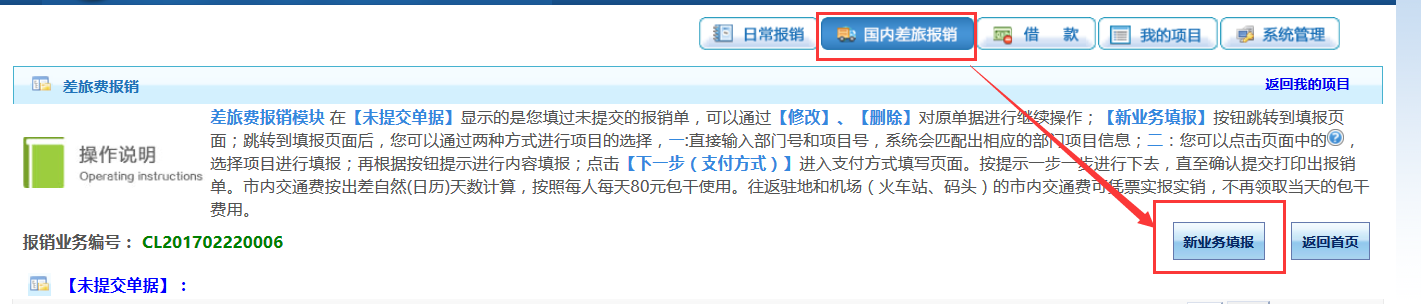 日常报销 国内差旅报销 借 款 我的项目 系统管理
差旅费报销 返回我的项目
差旅费报销模块 在【未提交单据】显示的是您填过未提交的报销单，可以通过【修改】、【删除】对原单据进行继续操作；【新业务填报】按钮跳转到填报页
面；跳转到填报页面后，您可以通过两种方式进行项目的选择，一:直接输入部门号和项目号，系统会匹配出相应的部门项目信息；二：您可以点击页面中的?，
操作说明
Operating instructions
选择项目进行填报；再根据按钮提示进行内容填报；点击【下一步（支付方式）】进入支付方式填写页面。按提示一步一步进行下去，直至确认提交打印出报销
单。市内交通费按出差自然(日历)天数计算，按照每人每天80元包干使用。往返驻地和机场（火车站、码头）的市内交通费可凭票实报实销，不再领取当天的包干
费用。
报销业务编号： CL201702220006 新业务填报 返回首页
【未提交单据】：